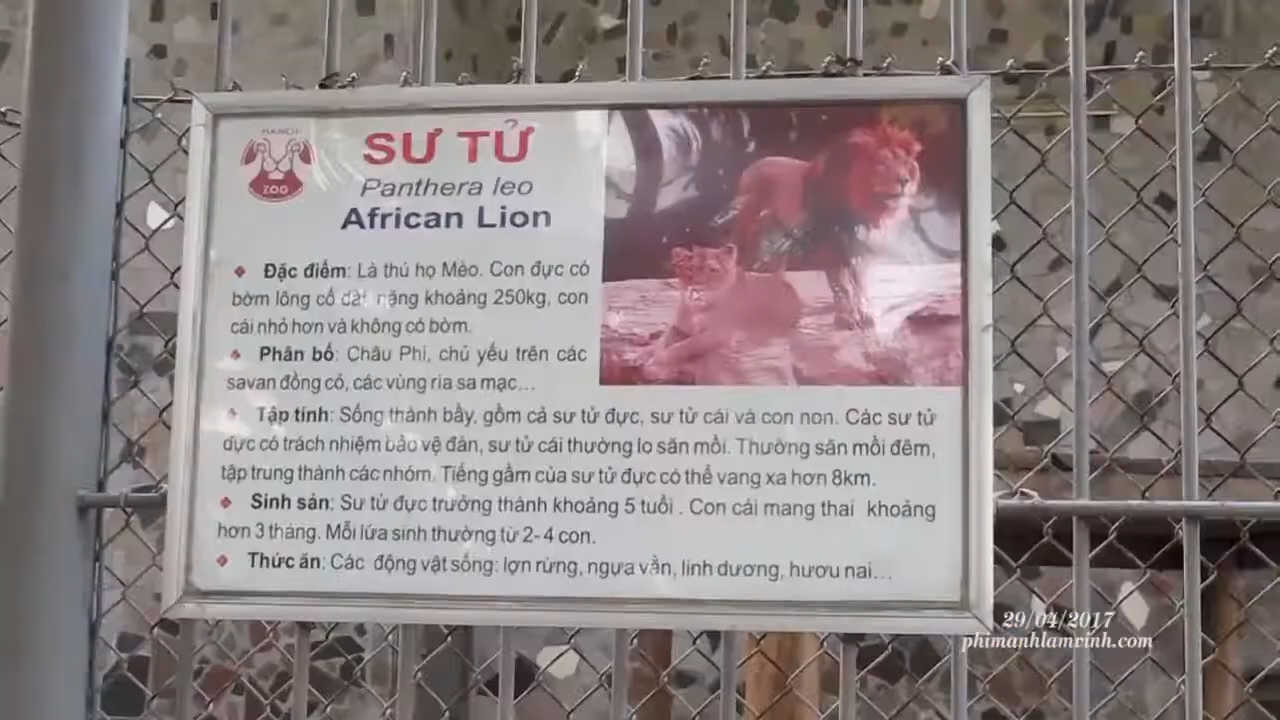 HANOI
ZOO
SƯ TỬ
Panthera leo
African Lion
❖ Đặc điểm: Là thú họ Mèo. Con đực có
bờm lông cổ dài, nặng khoảng 250kg, con
cái nhỏ hơn và không có bờm.
❖ Phân bố: Châu Phi, chủ yếu trên các
savan đồng cỏ, các vùng rìa sa mạc...
❖ Tập tính: Sống thành bầy, gồm cả sư tử đực, sư tử cái và con non. Các sư tử
đực có trách nhiệm bảo vệ đàn, sư tử cái thường lo săn mồi. Thường săn mồi đêm,
tập trung thành các nhóm. Tiếng gầm của sư tử đực có thể vang xa hơn 8km.
❖ Sinh sản: Sư tử đực trưởng thành khoảng 5 tuổi . Con cái mang thai khoảng
hơn 3 tháng. Mỗi lứa sinh thường từ 2- 4 con.
❖ Thức ăn: Các động vật sống: lợn rừng, ngựa vằn, linh dương, hươu nai...
29/04/2017
phimanhlamvinh.com